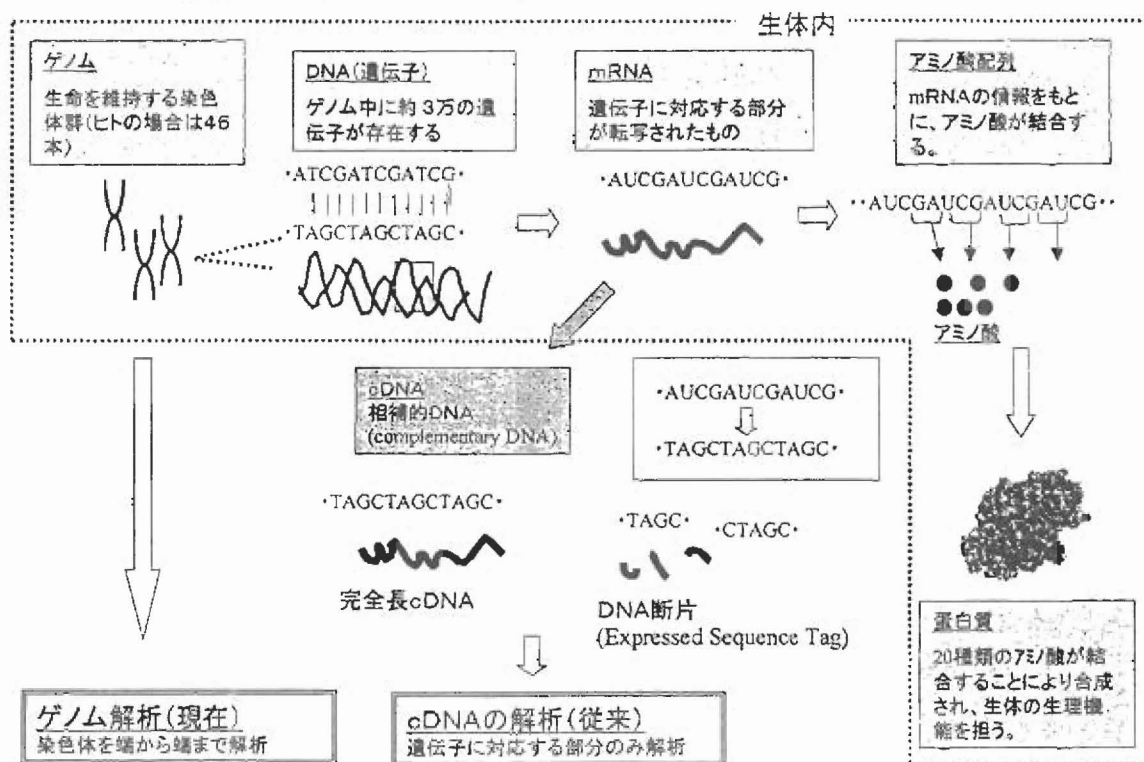 生体内
ゲノム
生命を維持する染色
体群(ヒトの場合は46
本)
DNA(遺伝子)
ゲノム中に約3万の遺
伝子が存在する
・ATCGATCGATCG・
TAGCTAGCTAGC・
mRNA
遺伝子に対応する部分
が転写されたもの
・AUCGAUCGAUCG・
アミノ酸配列
mRNAの情報をもと
に、アミノ酸が結合す
る。
・・AUCGAUCGAUCGAUCG・・
アミノ酸
cDNA
相補的DNA
(complementary DNA)
・AUCGAUCGAUCG・
・TAGCTAGCTAGC・
・TAGCTAGCTAGC・
完全長cDNA
・TAGC・
・CTAGC・
DNA断片
(Expressed Sequence Tag)
蛋白質
20種類のアミノ酸が結
合することにより合成
され、生体の生理機
能を担う。
ゲノム解析(現在)
染色体を端から端まで解析
cDNAの解析(従来)
遺伝子に対応する部分のみ解析